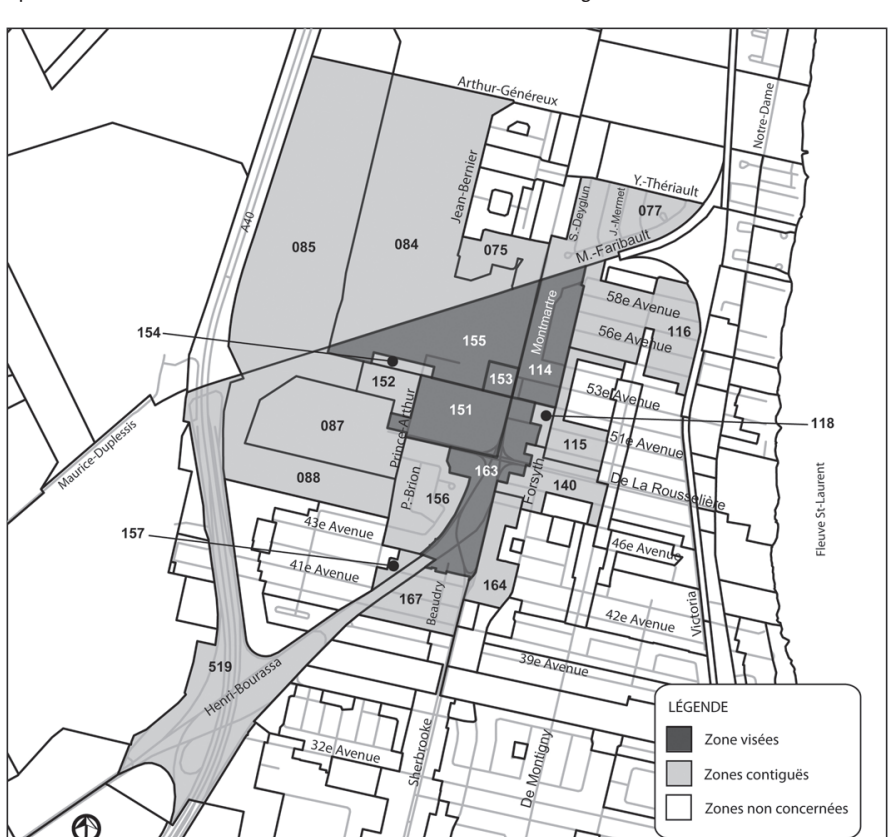 Arthur-Généreux
Notre-Dame
Jean-Bernier
Y.-Thériault
S.-Deyglun
J.-Mermet
077
A40
085
084
075
M.-Faribault
58e Avenue
116
Montmartre
56e Avenue
154
155
114
152
153
53e Avenue
151
118
087
Prince-Arthur
115
51e Avenue
Maurice-Duplessis
163
Forsyth
088
P.-Brion
156
140
De La Rousselière
Fleuve St-Laurent
43e Avenue
157
46e Avenue
41e Avenue
167
Beaudry
164
Victoria
42e Avenue
519
39e Avenue
Henri-Bourassa
32e Avenue
Sherbrooke
De Montigny
LÉGENDE
Zone visées
Zones contiguës
Zones non concernées